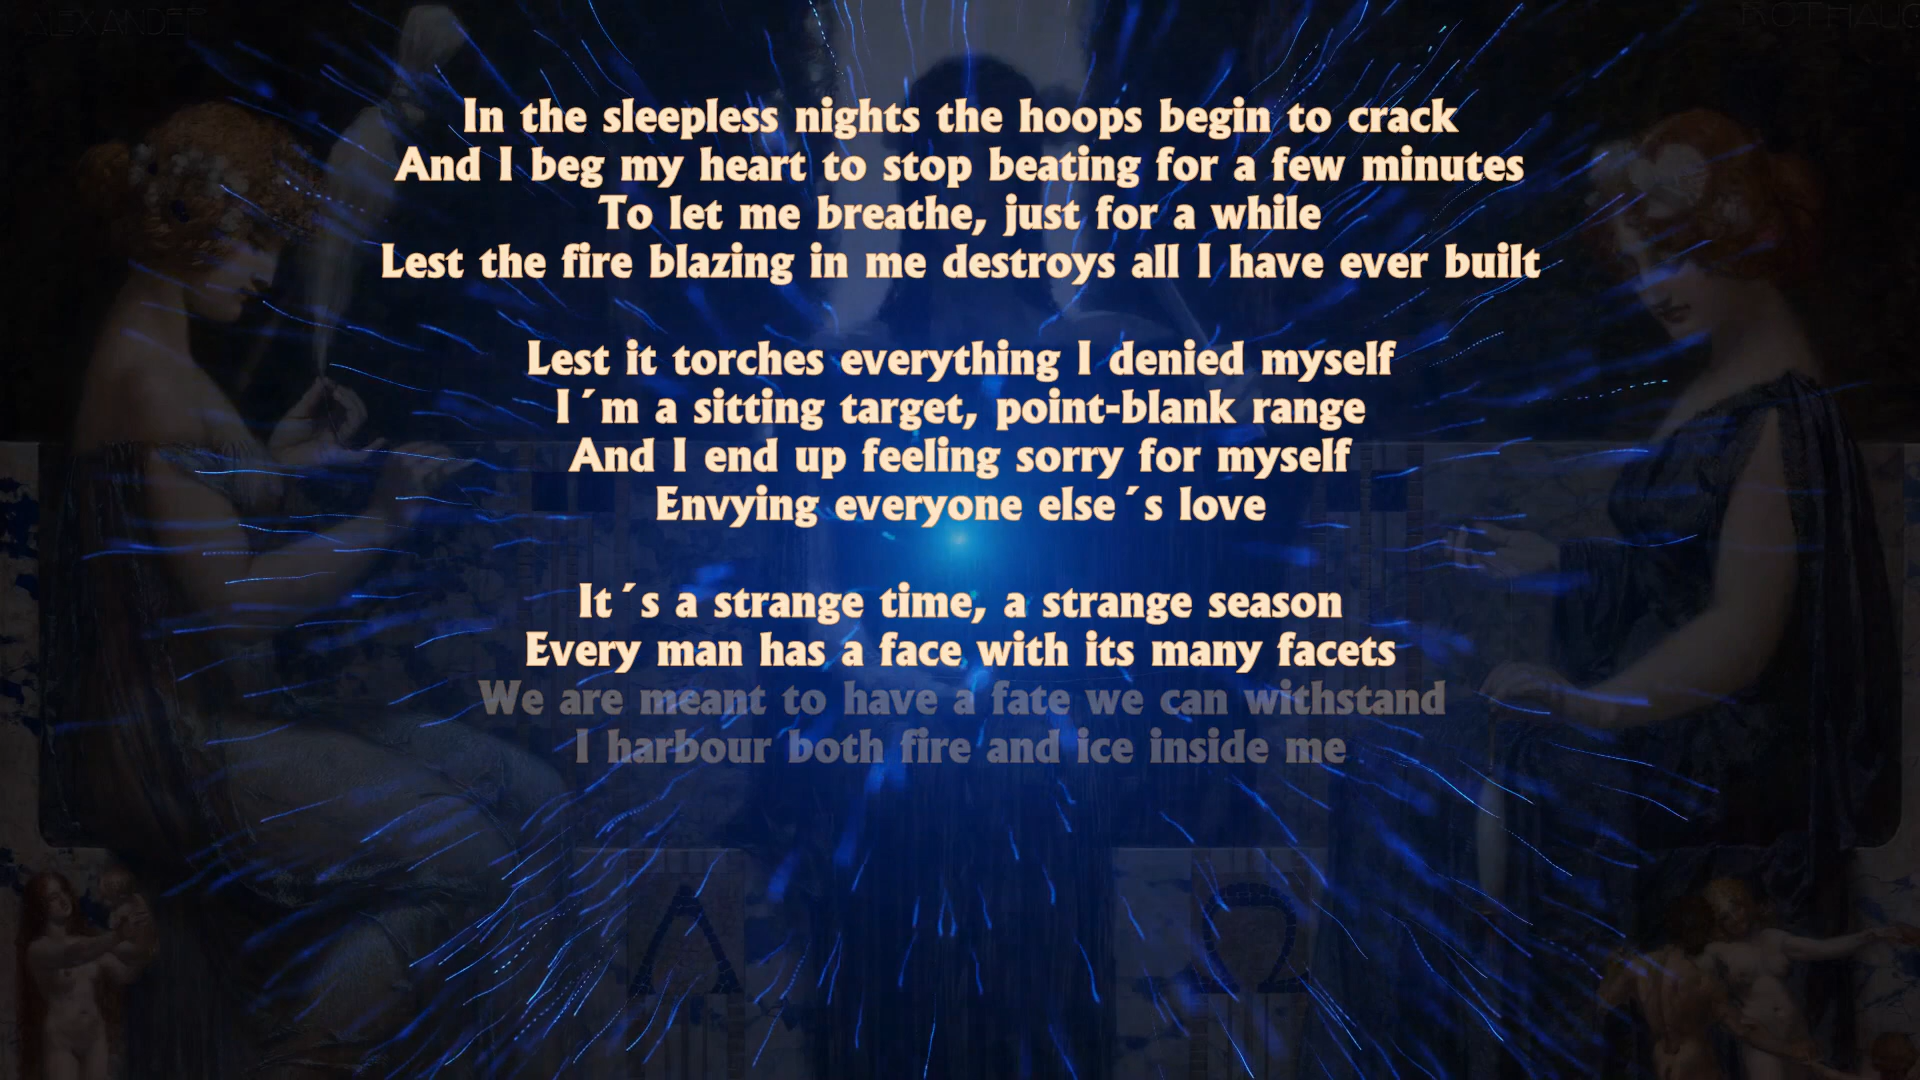 ALEXANDER
ROTHAUG
In the sleepless nights the hoops begin to crack
And I beg my heart to stop beating for a few minutes
To let me breathe, just for a while
Lest the fire blazing in me destroys all I have ever built
Lest it torches everything I denied myself
I´m a sitting target, point-blank range
And I end up feeling sorry for myself
Envying everyone else´s love
It´s a strange time, a strange season
Every man has a face with its many facets
We are meant to have a fate we can withstand
I harbour both fire and ice inside me
Α
Ω